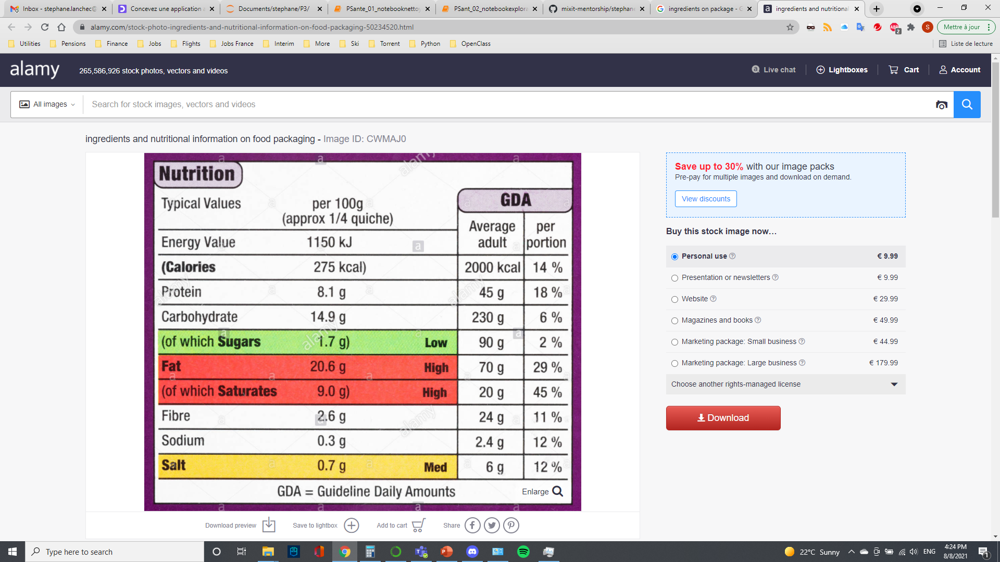 Inbox - stephane.lanchec@
Concevez une application a
Documents/stephane/P3/
PSante_01_notebooknettoy
PSant_02_notebookexplora
mixit-mentorship/stephane
ingredients on package - G
ingredients and nutritional
alamy.com/stock-photo-ingredients-and-nutritional-information-on-food-packaging-50234520.html
ABP
2
S
Mettre à jour
Utilities
Pensions
Finance
Jobs
Flights
Jobs France
Interim
More
Ski
Torrent
Python
OpenClass
Liste de lecture
alamy
265,586,926 stock photos, vectors and videos
Live chat
Lightboxes
Cart
Account
All images
Search for stock images, vectors and videos
ingredients and nutritional information on food packaging - Image ID: CWMAJ0
Nutrition
GDA
Typical Values per 100g
(approx 1/4 quiche)
Average adult
per portion
Energy Value 1150 kJ
(Calories 275 kcal) 2000 kcal 14 %
Protein 8.1 g 45 g 18 %
Carbohydrate 14.9 g 230 g 6 %
(of which Sugars 1.7 g) Low 90 g 2 %
Fat 20.6 g High 70 g 29 %
(of which Saturates 9.0 g) High 20 g 45 %
Fibre 2.6 g 24 g 11 %
Sodium 0.3 g 2.4 g 12 %
Salt 0.7 g Med 6 g 12 %
GDA = Guideline Daily Amounts
Enlarge
alamy
Download preview
Save to lightbox
Add to cart
Share
Save up to 30% with our image packs
Pre-pay for multiple images and download on demand.
View discounts
Buy this stock image now...
Personal use € 9.99
Presentation or newsletters € 9.99
Website € 29.99
Magazines and books € 49.99
Marketing package: Small business € 44.99
Marketing package: Large business € 179.99
Choose another rights-managed license
Download
Type here to search
22°C Sunny
ENG
4:24 PM
8/8/2021
1